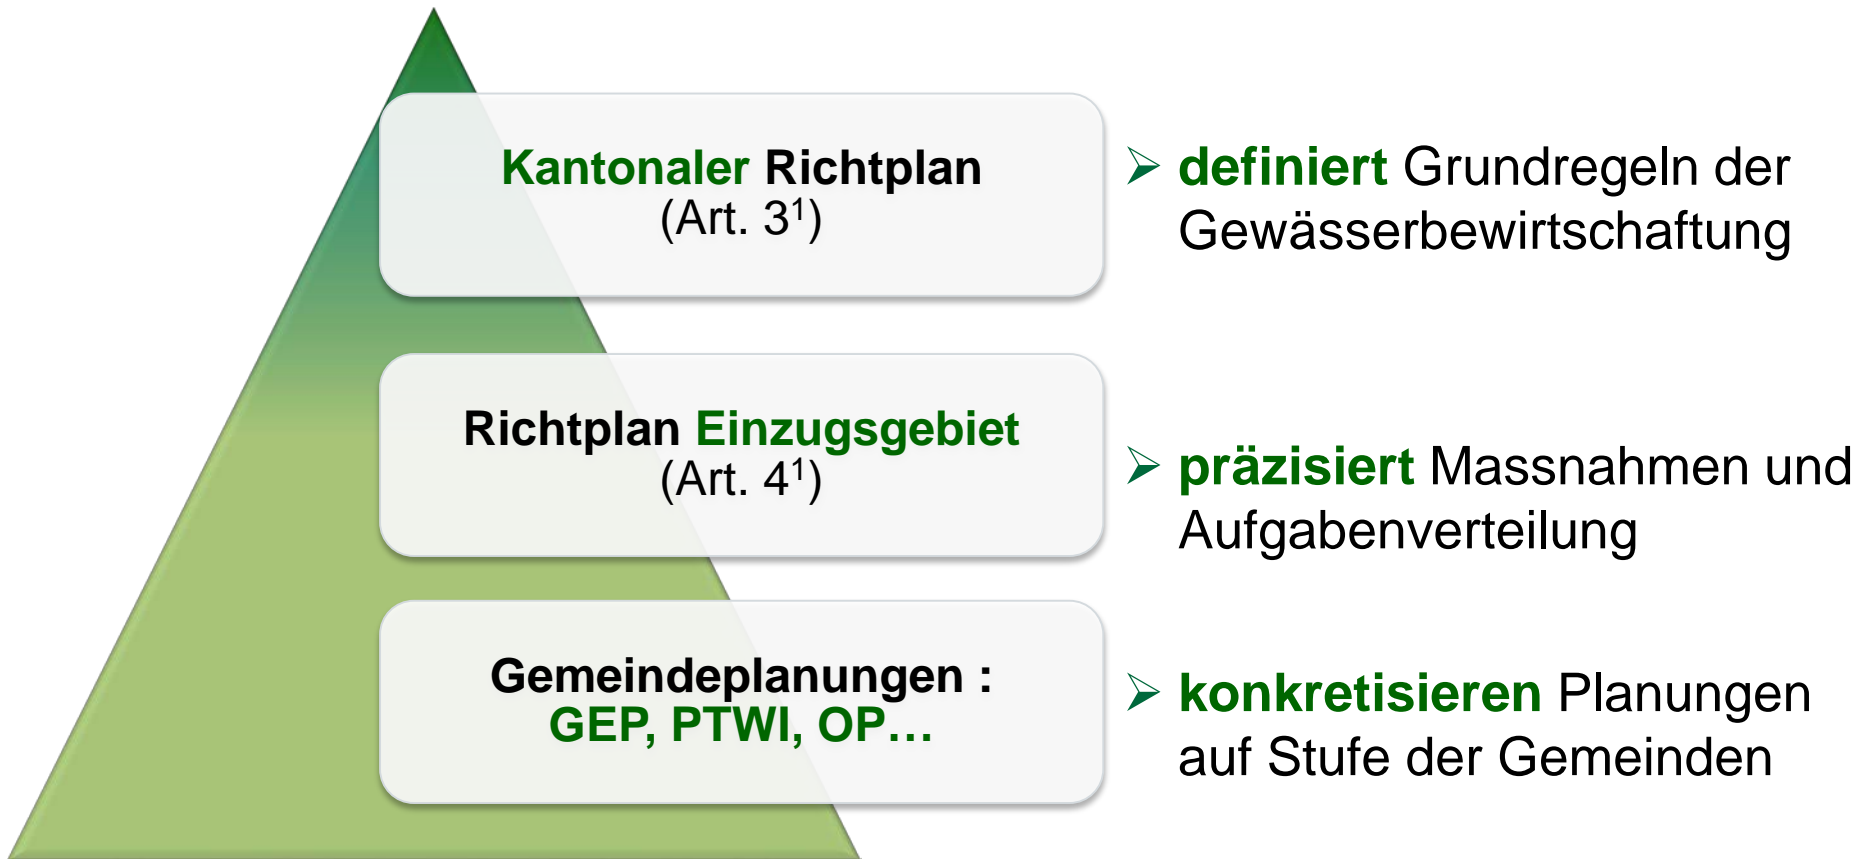 Kantonaler Richtplan
(Art. 3¹)
➢ definiert Grundregeln der
Gewässerbewirtschaftung
Richtplan Einzugsgebiet
(Art. 4¹)
➢ präzisiert Massnahmen und
Aufgabenverteilung
Gemeindeplanungen :
GEP, PTWI, OP…
➢ konkretisieren Planungen
auf Stufe der Gemeinden